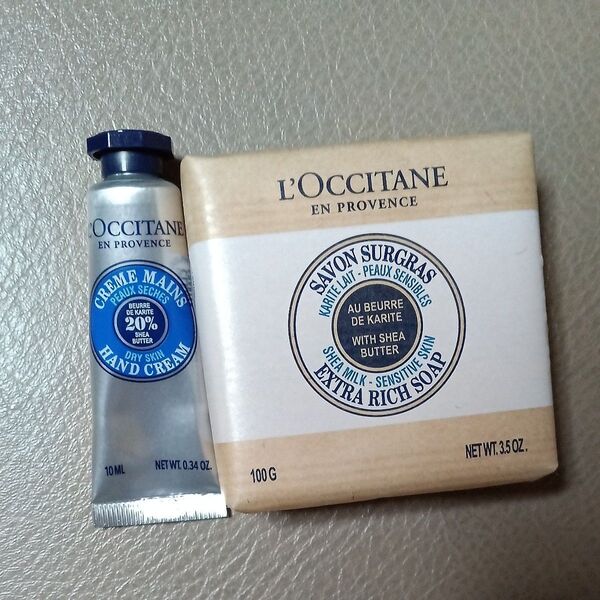 L'OCCITANE
EN PROVENCE
CREME MAINS
PEAUX SECHES
BEURRE
DE KARITE
20%
SHEA
BUTTER
DRY SKIN
HAND CREAM
10 ML NET WT. 0.34 OZ.
L'OCCITANE
EN PROVENCE
SAVON SURGRAS
KARITE LAIT - PEAUX SENSIBLES
AU BEURRE
DE KARITE
WITH SHEA
BUTTER
SHEA MILK - SENSITIVE SKIN
EXTRA RICH SOAP
100 G NET WT. 3.5 OZ.